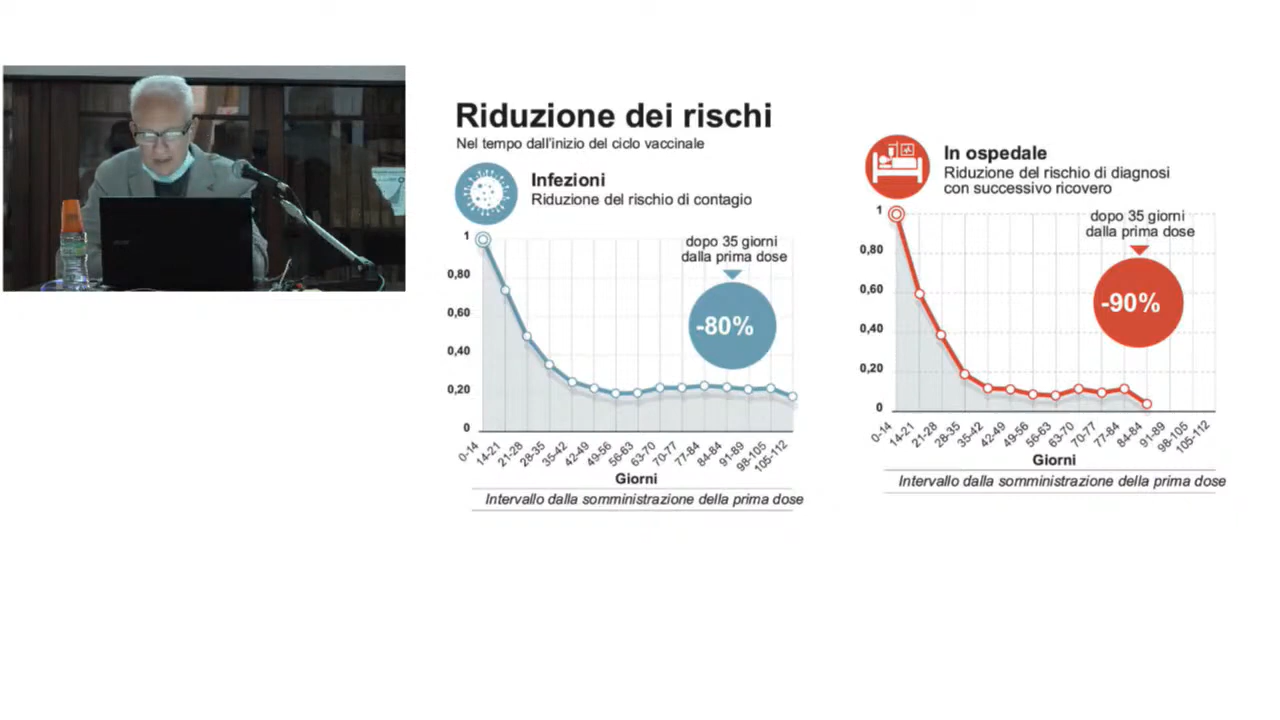 Riduzione dei rischi
Nel tempo dall'inizio del ciclo vaccinale
Infezioni
Riduzione del rischio di contagio
dopo 35 giorni
dalla prima dose
-80%
1
0,80
0,60
0,40
0,20
0
0-14
14-21
21-28
28-35
35-42
42-49
49-56
56-63
63-70
70-77
77-84
84-84
91-89
98-105
105-112
Giorni
Intervallo dalla somministrazione della prima dose
In ospedale
Riduzione del rischio di diagnosi
con successivo ricovero
dopo 35 giorni
dalla prima dose
-90%
1
0,80
0,60
0,40
0,20
0
0-14
14-21
21-28
28-35
35-42
42-49
49-56
56-63
63-70
70-77
77-84
84-84
91-89
98-105
105-112
Giorni
Intervallo dalla somministrazione della prima dose